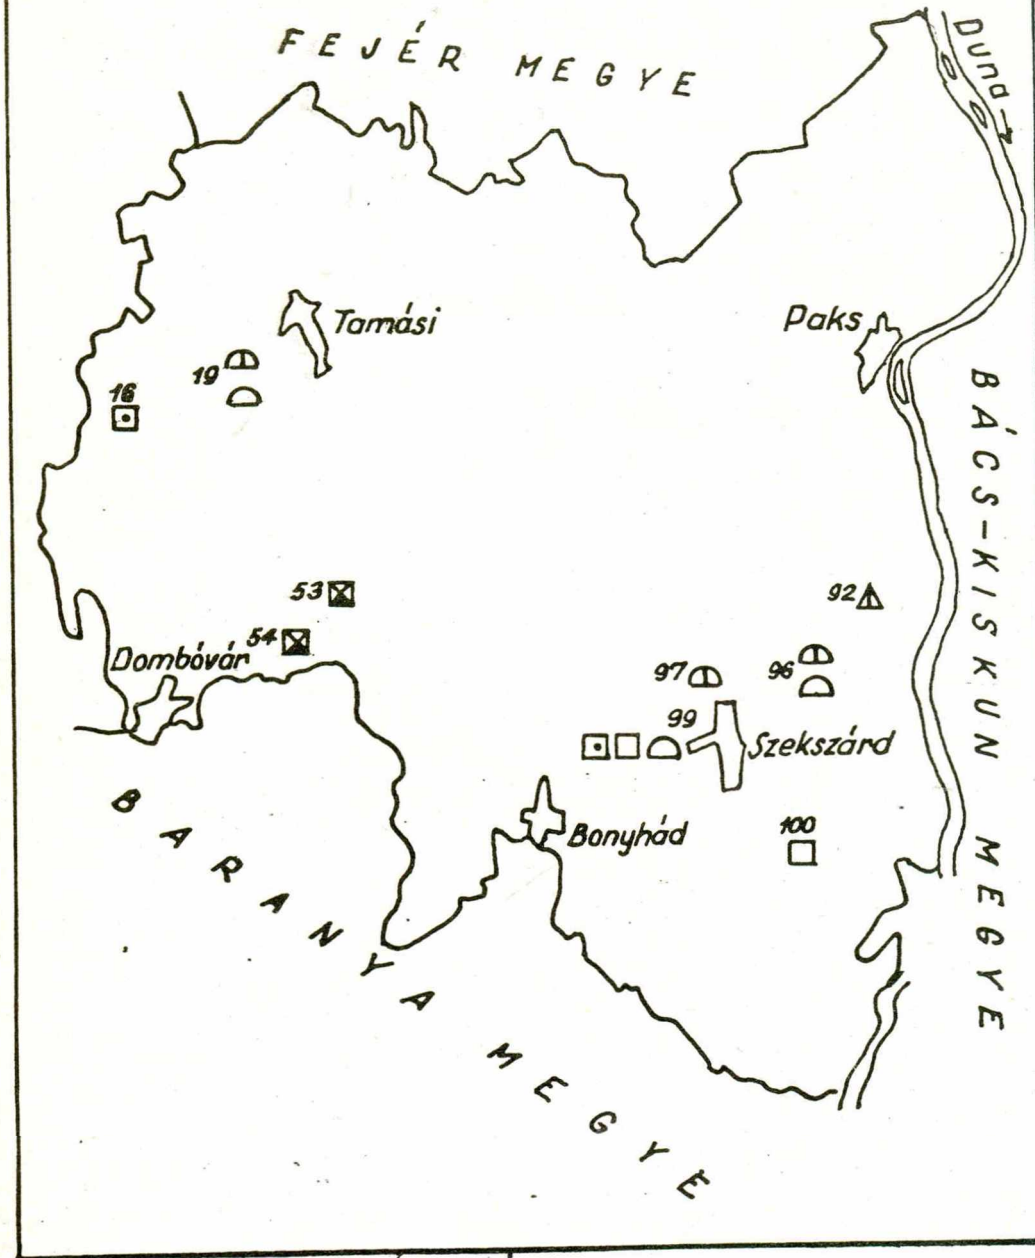 FEJÉR MEGYE
Duna
Tamási
Paks
19
16
BÁCS-KISKUN MEGYE
53
92
54
Dombóvár
97
96
99
Szekszárd
Bonyhád
100
BARANYA MEGYE